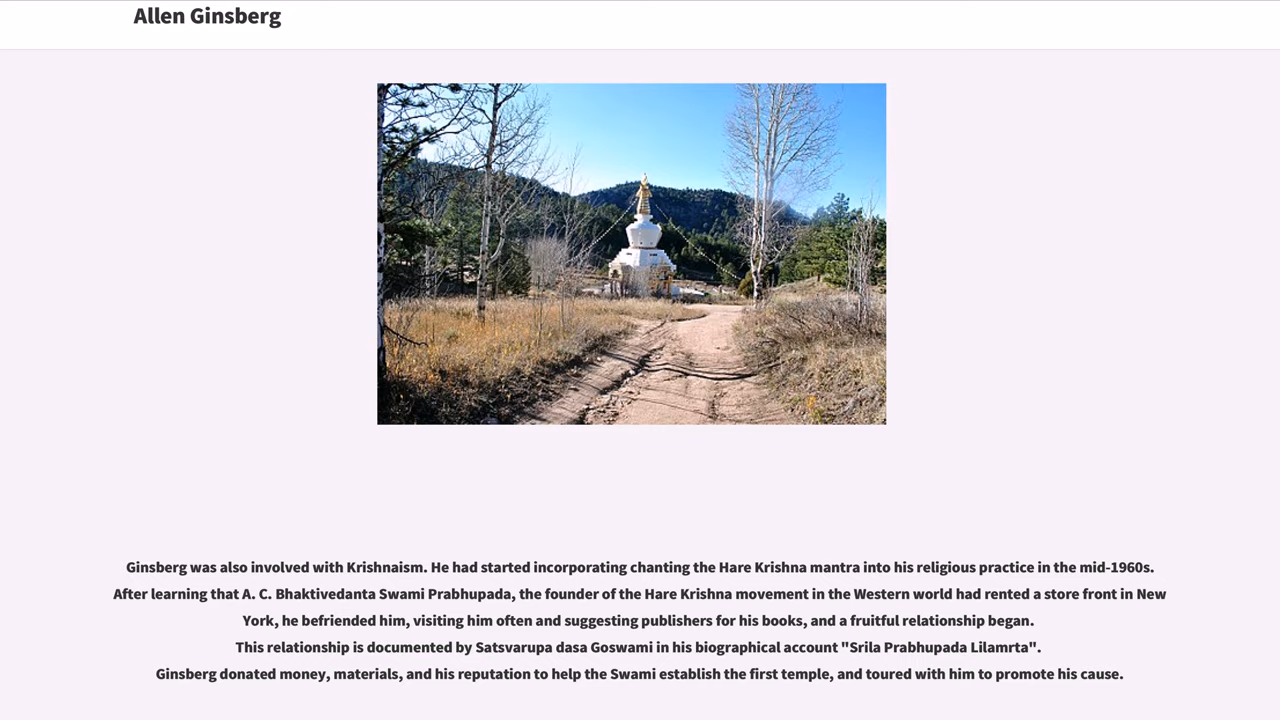 Allen Ginsberg
Ginsberg was also involved with Krishnaism. He had started incorporating chanting the Hare Krishna mantra into his religious practice in the mid-1960s.
After learning that A. C. Bhaktivedanta Swami Prabhupada, the founder of the Hare Krishna movement in the Western world had rented a store front in New
York, he befriended him, visiting him often and suggesting publishers for his books, and a fruitful relationship began.
This relationship is documented by Satsvarupa dasa Goswami in his biographical account "Srila Prabhupada Lilamrta".
Ginsberg donated money, materials, and his reputation to help the Swami establish the first temple, and toured with him to promote his cause.